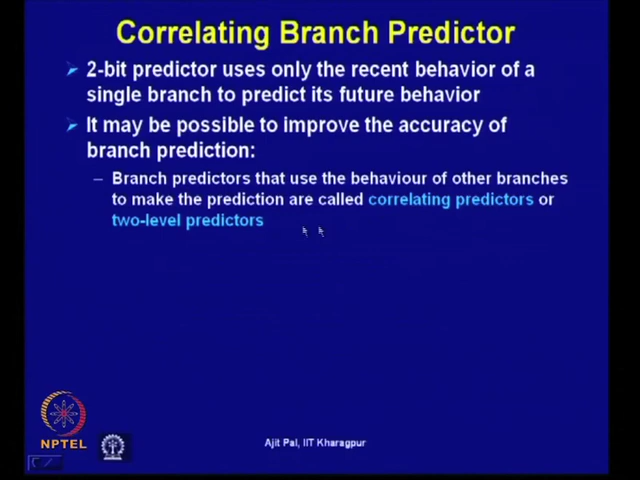 Correlating Branch Predictor
2-bit predictor uses only the recent behavior of a
single branch to predict its future behavior
It may be possible to improve the accuracy of
branch prediction:
– Branch predictors that use the behaviour of other branches
to make the prediction are called correlating predictors or
two-level predictors
NPTEL
Ajit Pal, IIT Kharagpur